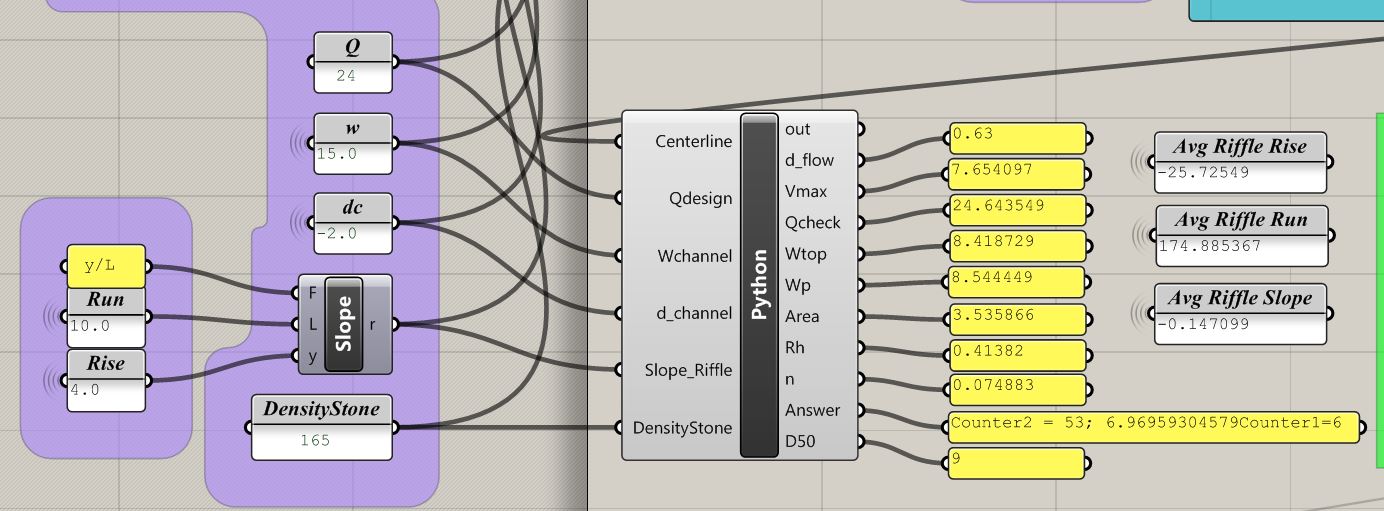 Q
24
w
15.0
dc
-2.0
y/L
Run
10.0
Rise
4.0
F
L
y
Slope
r
DensityStone
165
Centerline
Qdesign
Wchannel
d_channel
Slope_Riffle
DensityStone
Python
out
d_flow
Vmax
Qcheck
Wtop
Wp
Area
Rh
n
Answer
D50
0.63
7.654097
24.643549
8.418729
8.544449
3.535866
0.41382
0.074883
Counter2 = 53; 6.96959304579Counter1=6
9
Avg Riffle Rise
-25.72549
Avg Riffle Run
174.885367
Avg Riffle Slope
-0.147099